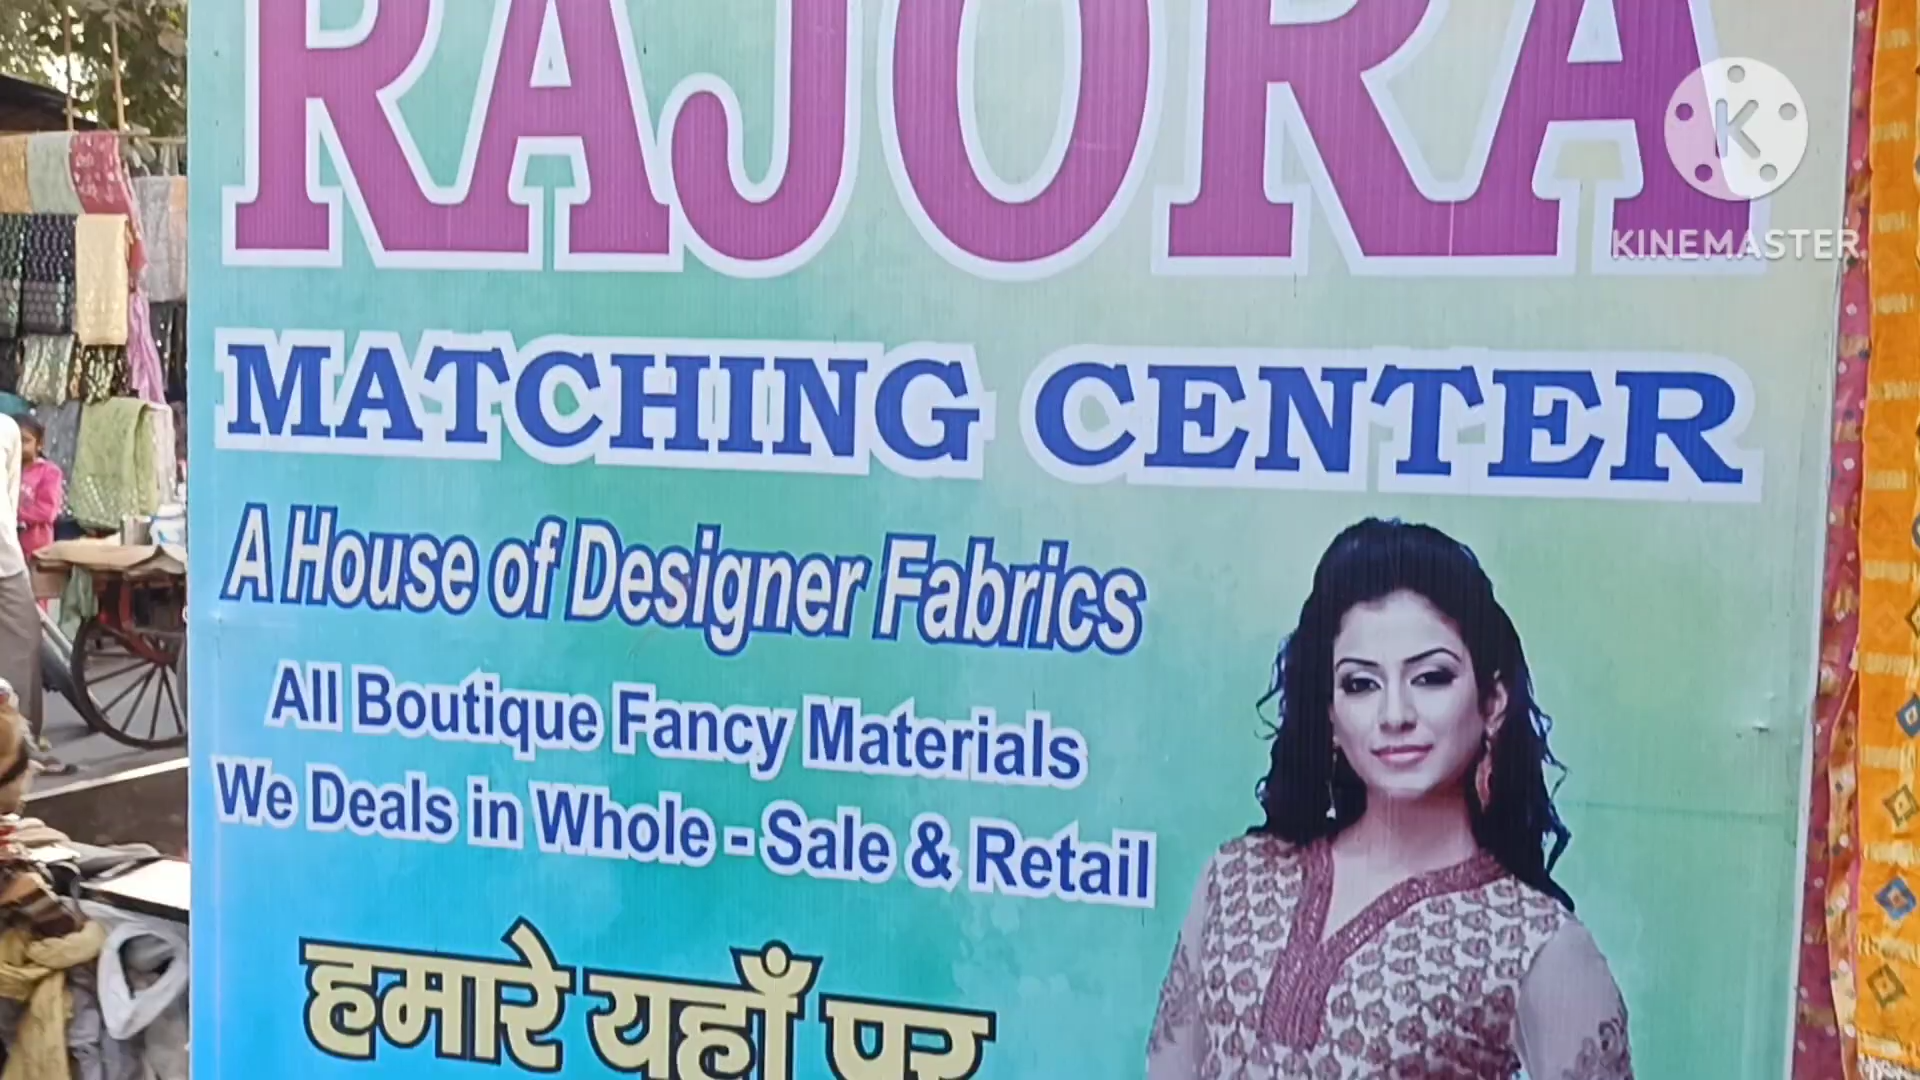 RAJORA
MATCHING CENTER
A House of Designer Fabrics
All Boutique Fancy Materials
We Deals in Whole - Sale & Retail
हमारे यहाँ पर
K
KINEMASTER